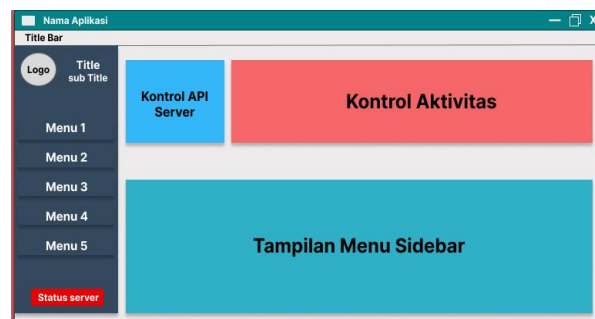 Nama Aplikasi
X
Title Bar
Logo
Title
sub Title
Menu 1
Menu 2
Menu 3
Menu 4
Menu 5
Status server
Kontrol API
Server
Kontrol Aktivitas
Tampilan Menu Sidebar